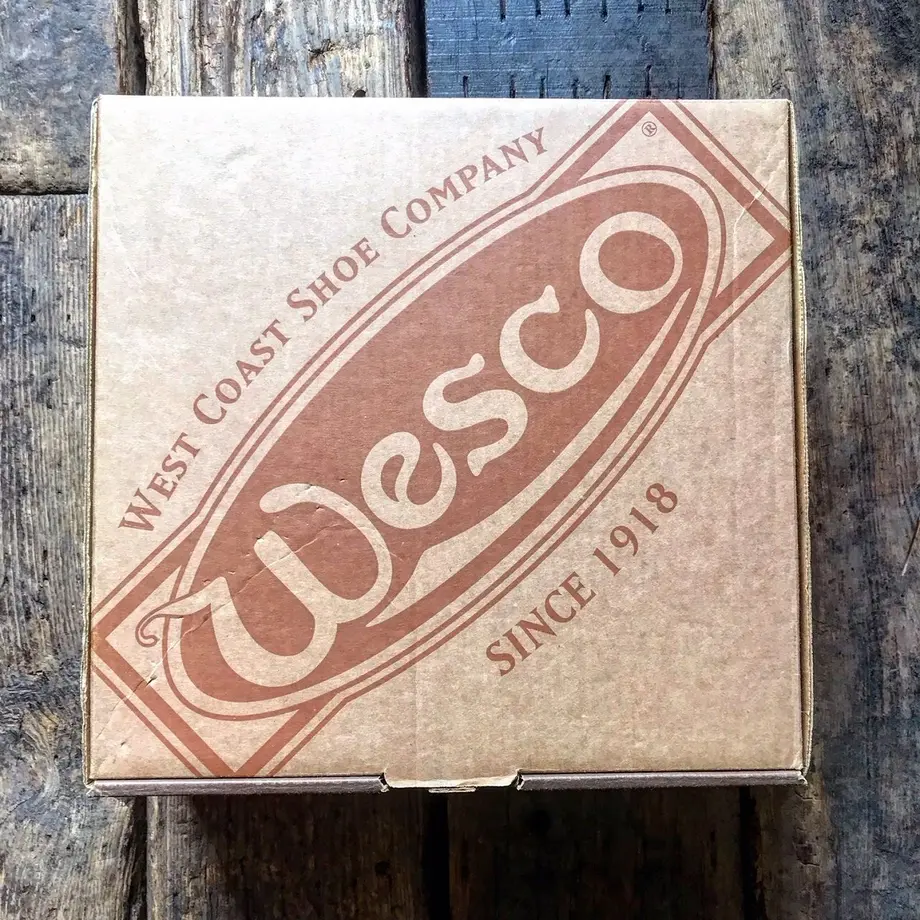 West Coast Shoe Company
®
Wesco
Since 1918